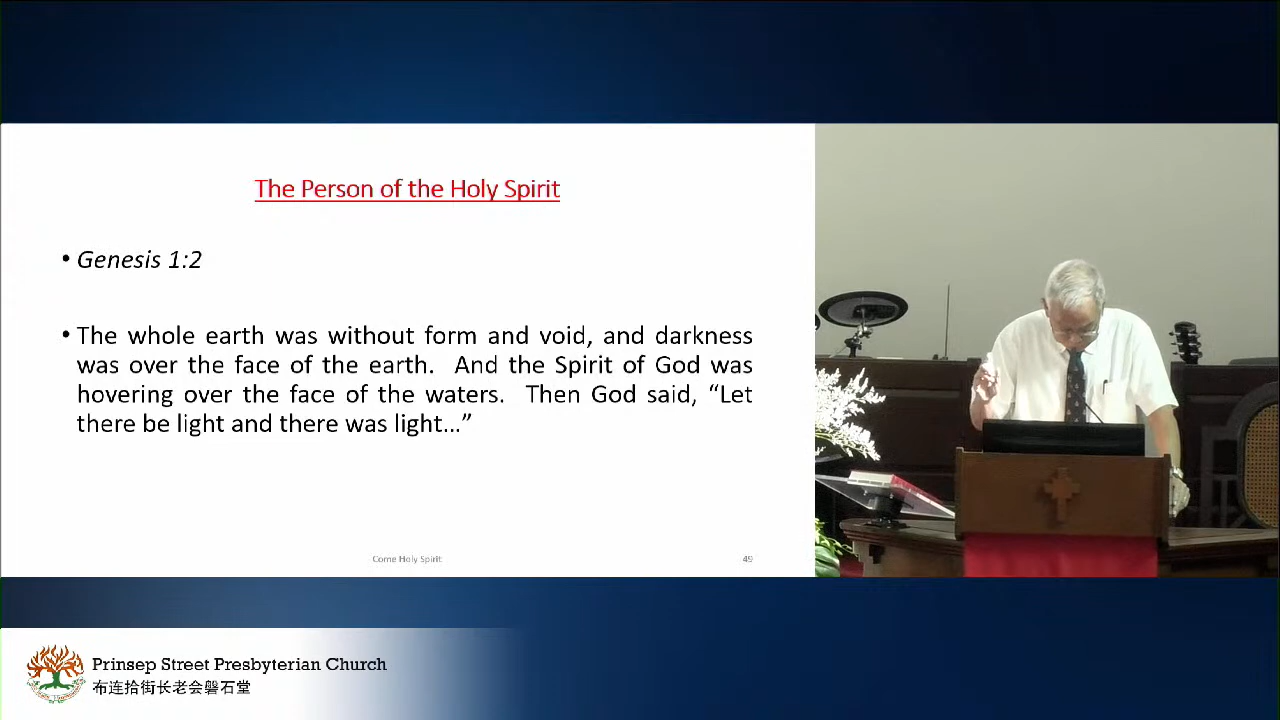 The Person of the Holy Spirit
• Genesis 1:2
• The whole earth was without form and void, and darkness
was over the face of the earth. And the Spirit of God was
hovering over the face of the waters. Then God said, “Let
there be light and there was light…”
Come Holy Spirit
49
Prinsep Street Presbyterian Church
布连拾街长老会磐石堂